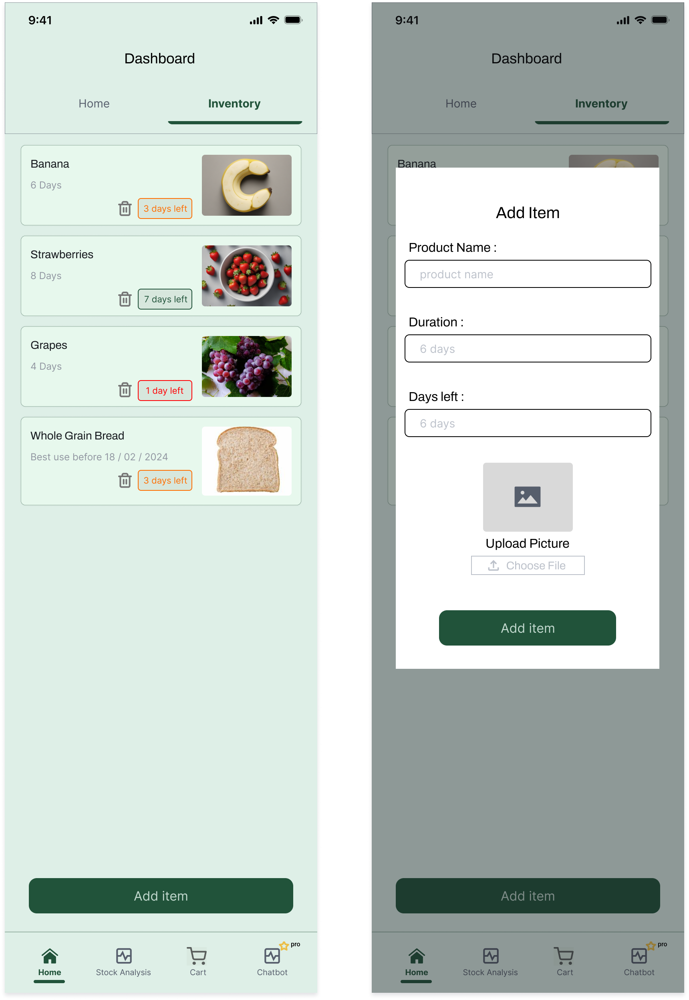 9:41
Dashboard
Home Inventory
Banana
6 Days
3 days left
Strawberries
8 Days
7 days left
Grapes
4 Days
1 day left
Whole Grain Bread
Best use before 18 / 02 / 2024
3 days left
Add item
pro
Home Stock Analysis Cart Chatbot
9:41
Dashboard
Home Inventory
Banana
Add Item
Product Name :
product name
Duration :
6 days
Days left :
6 days
Upload Picture
Choose File
Add item
Add item
pro
Home Stock Analysis Cart Chatbot